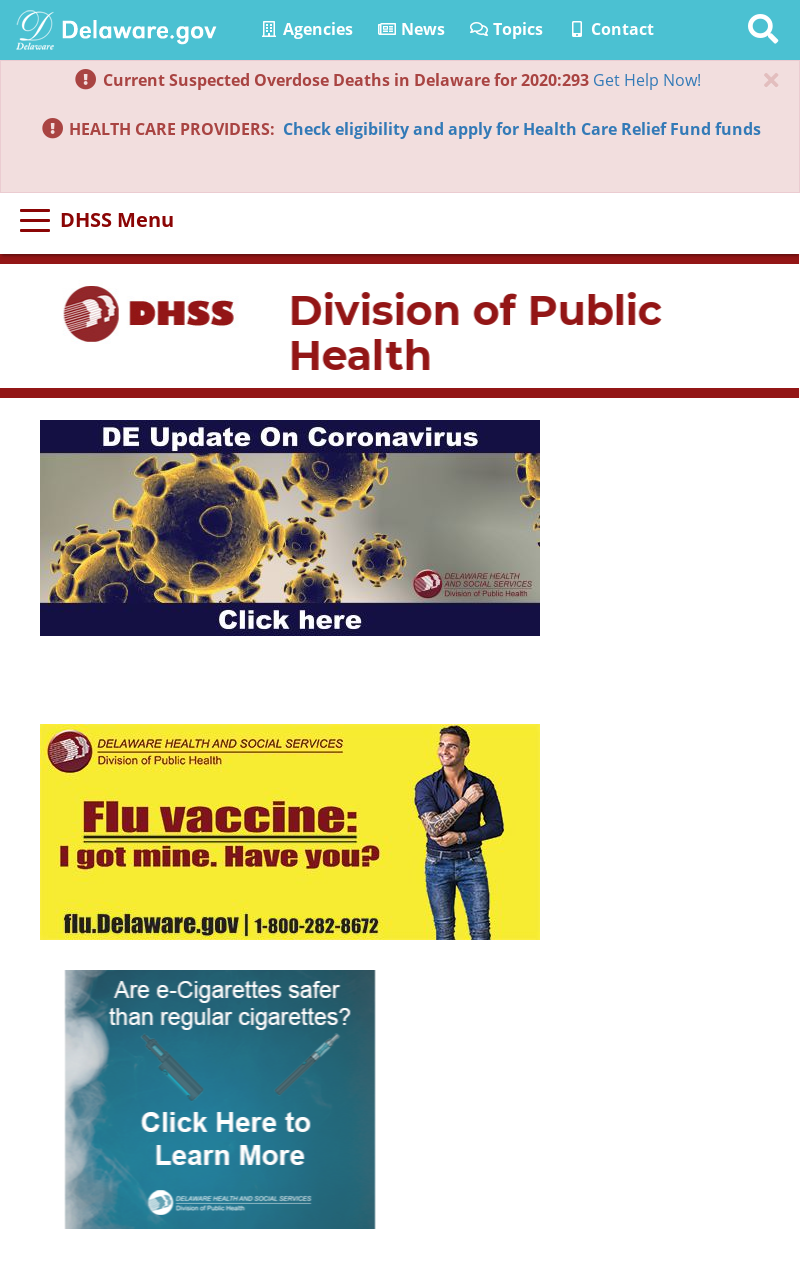 Delaware
Delaware.gov Agencies News Topics Contact
Current Suspected Overdose Deaths in Delaware for 2020:293 Get Help Now! ×
HEALTH CARE PROVIDERS: Check eligibility and apply for Health Care Relief Fund funds
DHSS Menu
DHSS
Division of Public
Health
DE Update On Coronavirus
DELAWARE HEALTH
AND SOCIAL SERVICES
Division of Public Health
Click here
DELAWARE HEALTH AND SOCIAL SERVICES
Division of Public Health
Flu vaccine:
I got mine. Have you?
flu.Delaware.gov | 1-800-282-8672
Are e-Cigarettes safer
than regular cigarettes?
Click Here to
Learn More
DELAWARE HEALTH AND SOCIAL SERVICES
Division of Public Health